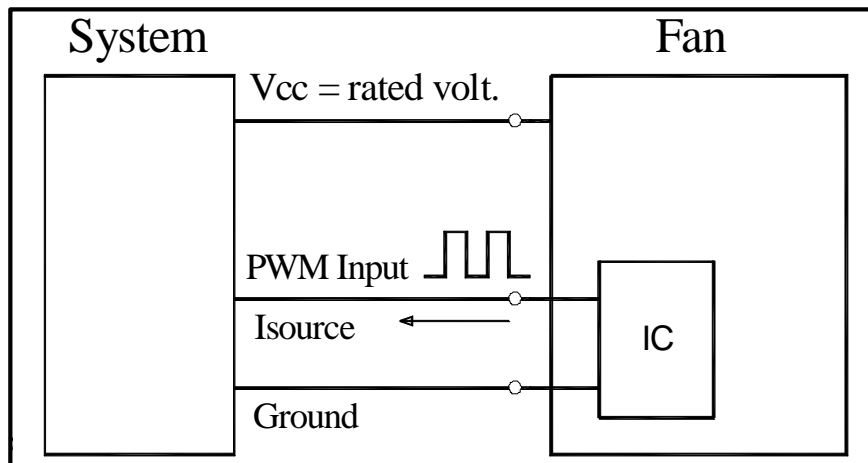 System
Fan
Vcc = rated volt.
PWM Input
Isource
IC
Ground